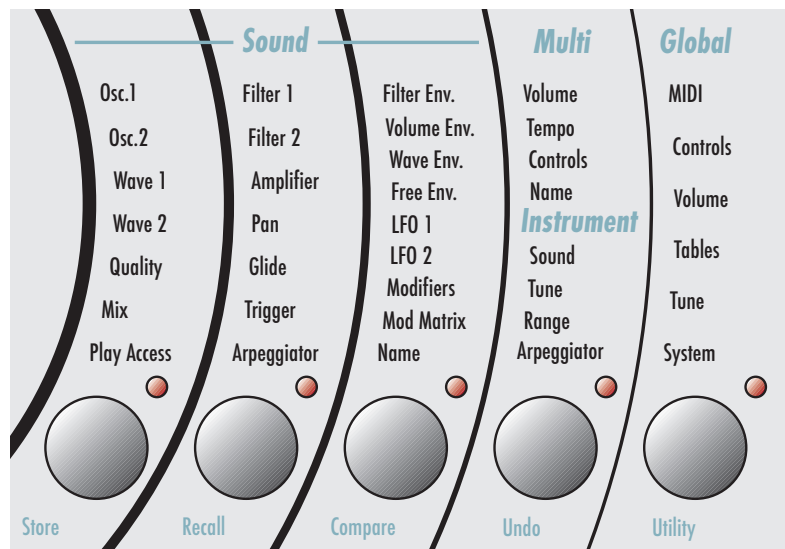 Sound
Multi
Global
Osc.1
Osc.2
Wave 1
Wave 2
Quality
Mix
Play Access
Filter 1
Filter 2
Amplifier
Pan
Glide
Trigger
Arpeggiator
Filter Env.
Volume Env.
Wave Env.
Free Env.
LFO 1
LFO 2
Modifiers
Mod Matrix
Name
Volume
Tempo
Controls
Name
Instrument
Sound
Tune
Range
Arpeggiator
MIDI
Controls
Volume
Tables
Tune
System
Store
Recall
Compare
Undo
Utility